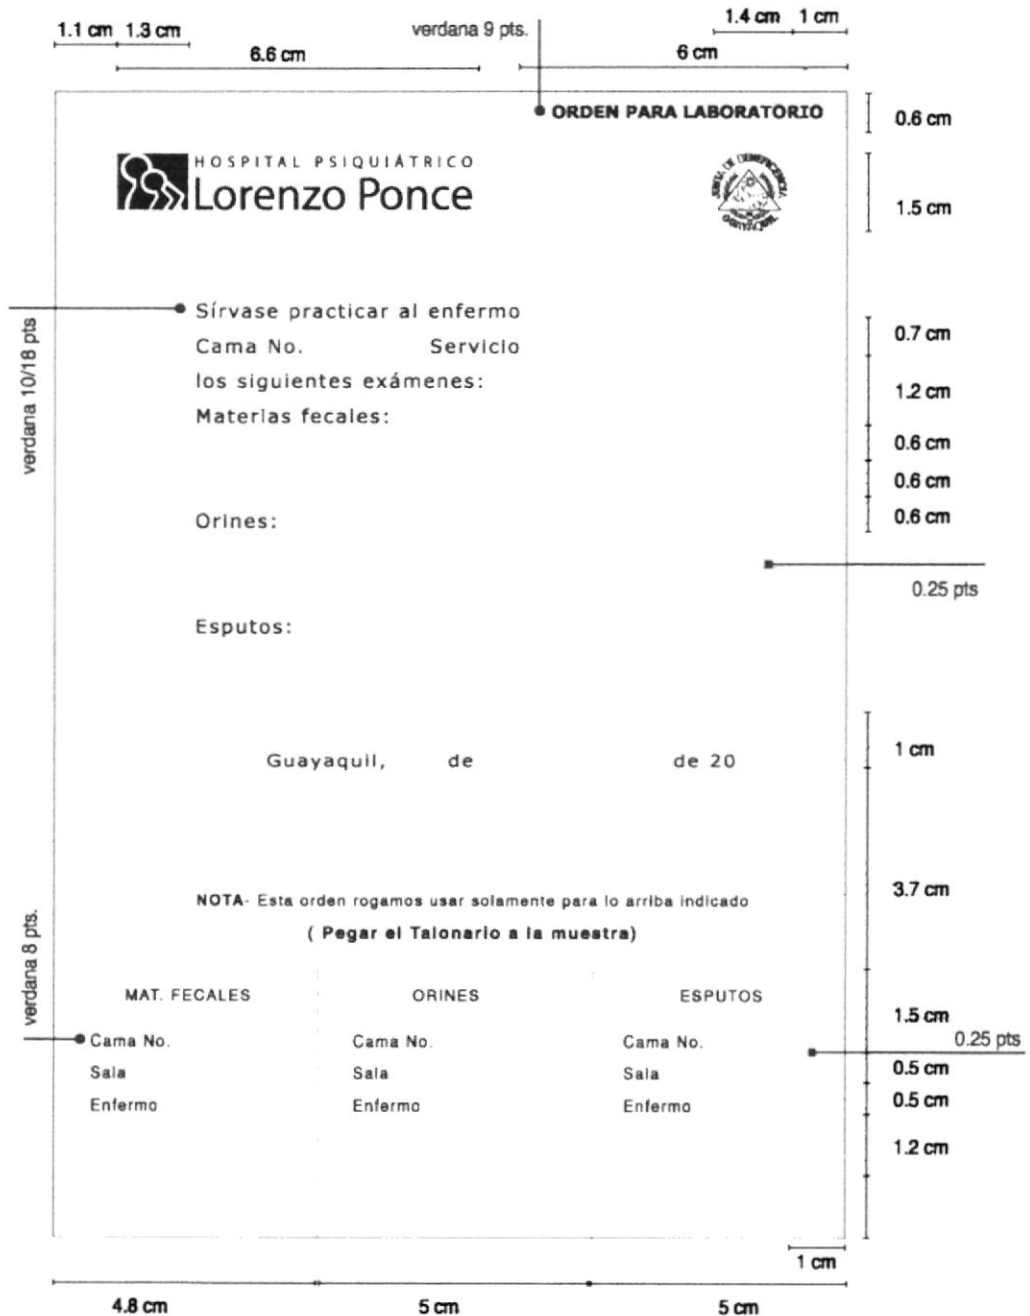 1.1 cm 1.3 cm verdana 9 pts. 1.4 cm 1 cm
6.6 cm 6 cm
ORDEN PARA LABORATORIO 0.6 cm
HOSPITAL PSIQUIÁTRICO
Lorenzo Ponce
JUNTA DE BENEFICENCIA
GUAYAQUIL
1.5 cm
Sírvase practicar al enfermo
0.7 cm
Cama No. Servicio
los siguientes exámenes:
1.2 cm
Materias fecales:
verdana 10/18 pts
0.6 cm
0.6 cm
Orines: 0.6 cm
0.25 pts
Esputos:
Guayaquil, de de 20
1 cm
NOTA- Esta orden rogamos usar solamente para lo arriba indicado
3.7 cm
( Pegar el Talonario a la muestra)
verdana 8 pts.
MAT. FECALES ORINES ESPUTOS
1.5 cm
Cama No. Cama No. Cama No.
0.25 pts
Sala Sala Sala
0.5 cm
Enfermo Enfermo Enfermo
0.5 cm
1.2 cm
1 cm
4.8 cm 5 cm 5 cm